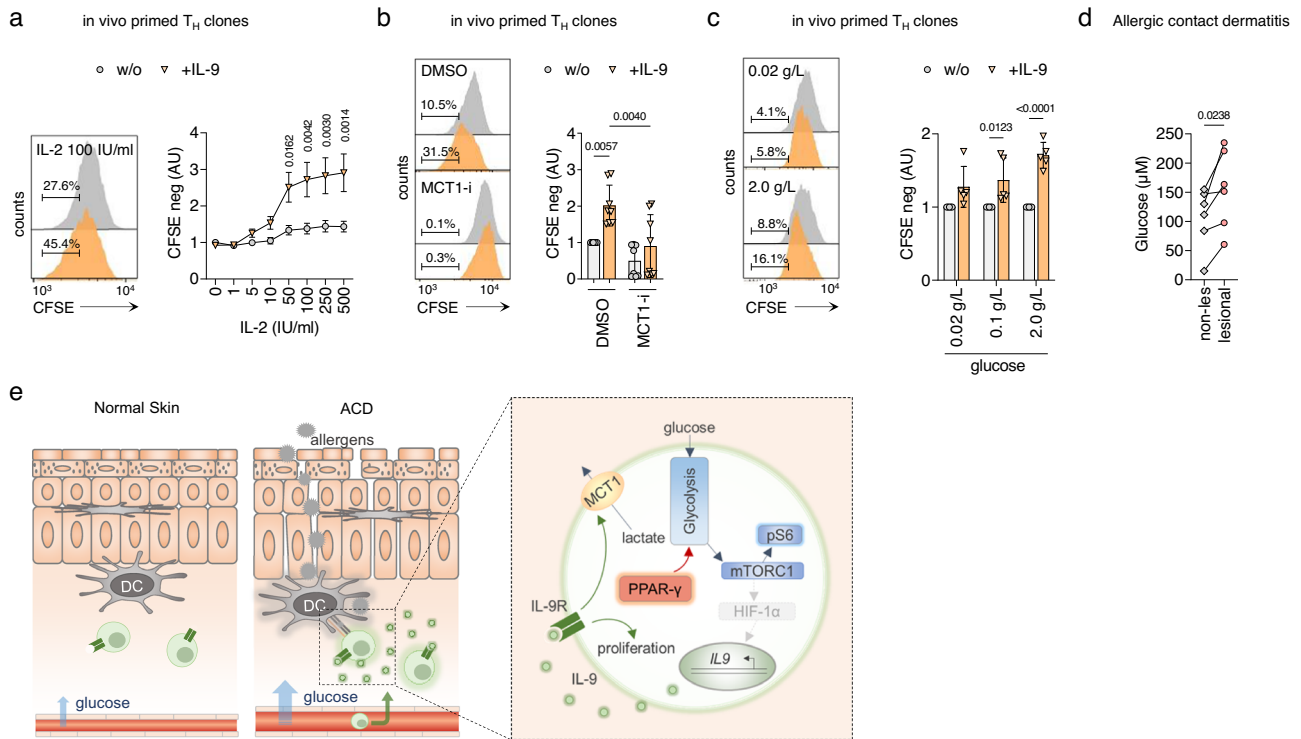 a
in vivo primed TH clones
w/o
+IL-9
IL-2 100 IU/ml
27.6%
45.4%
counts
10³
10⁴
CFSE
CFSE neg (AU)
4
3
2
1
0
0.0162
0.0042
0.0030
0.0014
0
1
5
10
50
100
250
500
IL-2 (IU/ml)
b
in vivo primed TH clones
w/o
+IL-9
DMSO
10.5%
31.5%
MCT1-i
0.1%
0.3%
counts
10³
10⁴
CFSE
CFSE neg (AU)
4
3
2
1
0
0.0040
0.0057
DMSO
MCT1-i
c
in vivo primed TH clones
w/o
+IL-9
0.02 g/L
4.1%
5.8%
2.0 g/L
8.8%
16.1%
counts
10³
10⁴
CFSE
CFSE neg (AU)
2
1
0
0.0123
<0.0001
0.02 g/L
0.1 g/L
2.0 g/L
glucose
d
Allergic contact dermatitis
0.0238
Glucose (µM)
250
200
150
100
50
0
non-les
lesional
e
Normal Skin
DC
glucose
ACD
allergens
DC
glucose
glucose
MCT1
Glycolysis
lactate
pS6
mTORC1
PPAR-γ
HIF-1α
IL-9R
proliferation
IL9
IL-9